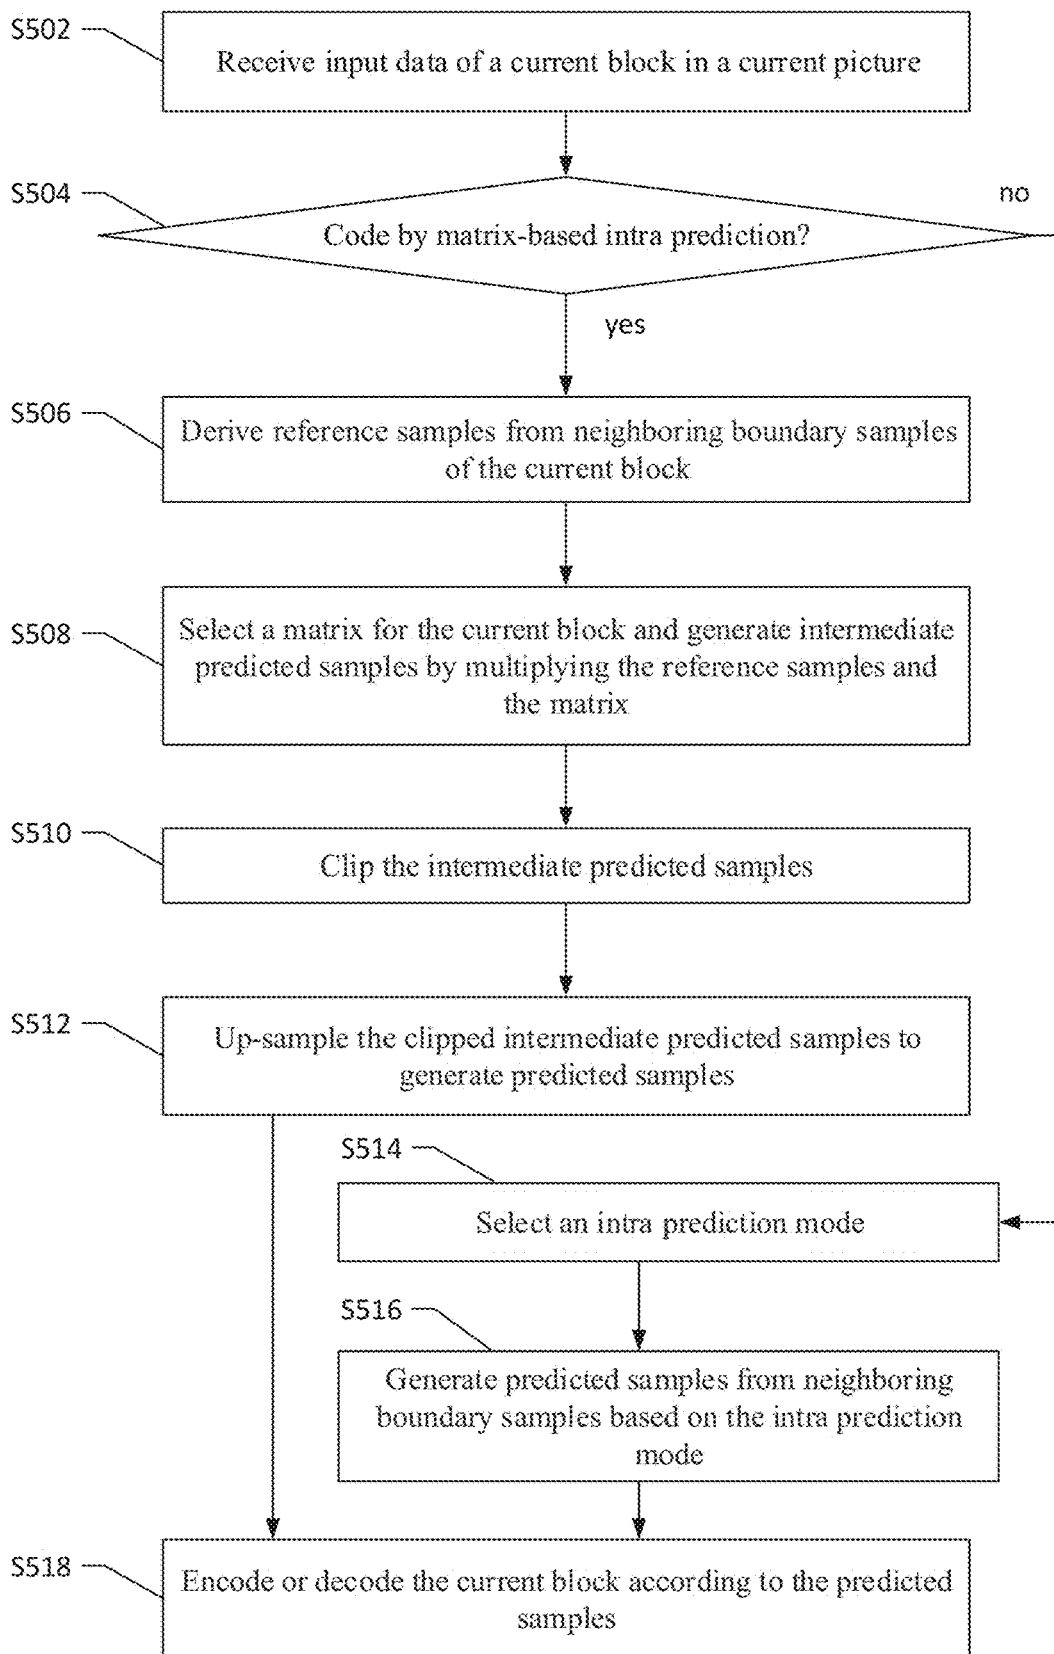 S502
Receive input data of a current block in a current picture
S504
no
Code by matrix-based intra prediction?
yes
S506
Derive reference samples from neighboring boundary samples
of the current block
S508
Select a matrix for the current block and generate intermediate
predicted samples by multiplying the reference samples and
the matrix
S510
Clip the intermediate predicted samples
S512
Up-sample the clipped intermediate predicted samples to
generate predicted samples
S514
Select an intra prediction mode
S516
Generate predicted samples from neighboring
boundary samples based on the intra prediction
mode
S518
Encode or decode the current block according to the predicted
samples